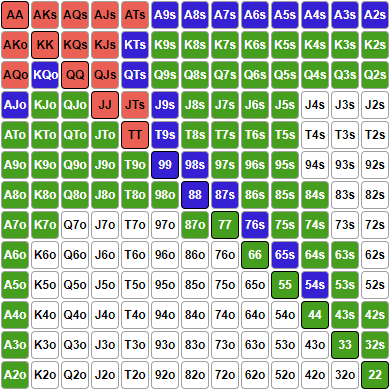 AA AKs AQs AJs ATs A9s A8s A7s A6s A5s A4s A3s A2s
AKo KK KQs KJs KTs K9s K8s K7s K6s K5s K4s K3s K2s
AQo KQo QQ QJs QTs Q9s Q8s Q7s Q6s Q5s Q4s Q3s Q2s
AJo KJo QJo JJ JTs J9s J8s J7s J6s J5s J4s J3s J2s
ATo KTo QTo JTo TT T9s T8s T7s T6s T5s T4s T3s T2s
A9o K9o Q9o J9o T9o 99 98s 97s 96s 95s 94s 93s 92s
A8o K8o Q8o J8o T8o 98o 88 87s 86s 85s 84s 83s 82s
A7o K7o Q7o J7o T7o 97o 87o 77 76s 75s 74s 73s 72s
A6o K6o Q6o J6o T6o 96o 86o 76o 66 65s 64s 63s 62s
A5o K5o Q5o J5o T5o 95o 85o 75o 65o 55 54s 53s 52s
A4o K4o Q4o J4o T4o 94o 84o 74o 64o 54o 44 43s 42s
A3o K3o Q3o J3o T3o 93o 83o 73o 63o 53o 43o 33 32s
A2o K2o Q2o J2o T2o 92o 82o 72o 62o 52o 42o 32o 22